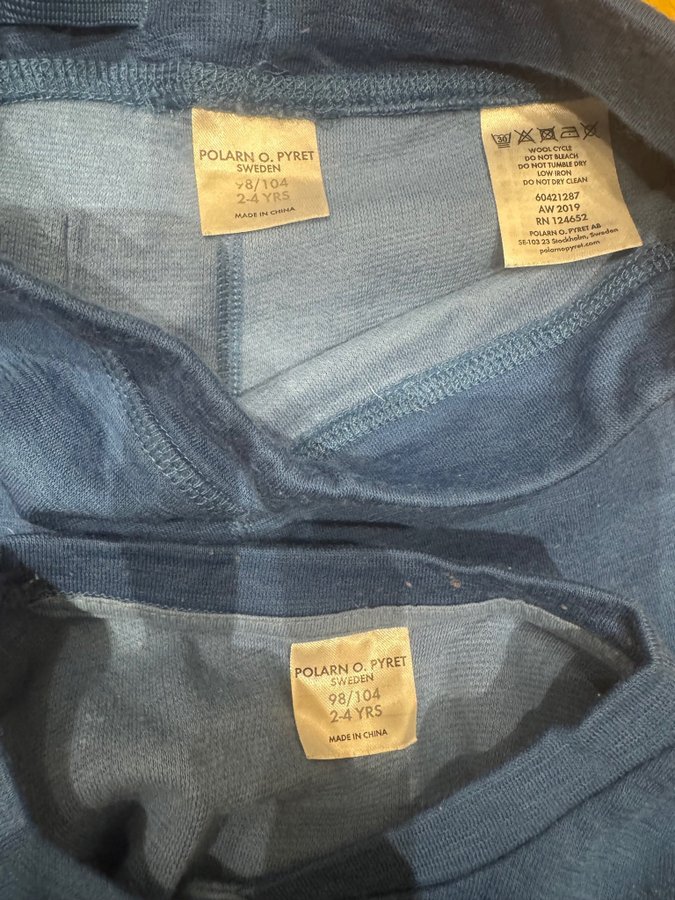 POLARN O. PYRET
SWEDEN
98/104
2-4 YRS
MADE IN CHINA
30
WOOL CYCLE
DO NOT BLEACH
DO NOT TUMBLE DRY
LOW IRON
DO NOT DRY CLEAN
60421287
AW 2019
RN 124652
POLARN O. PYRET AB
SE-103 23 Stockholm, Sweden
polarnopyret.com
POLARN O. PYRET
SWEDEN
98/104
2-4 YRS
MADE IN CHINA